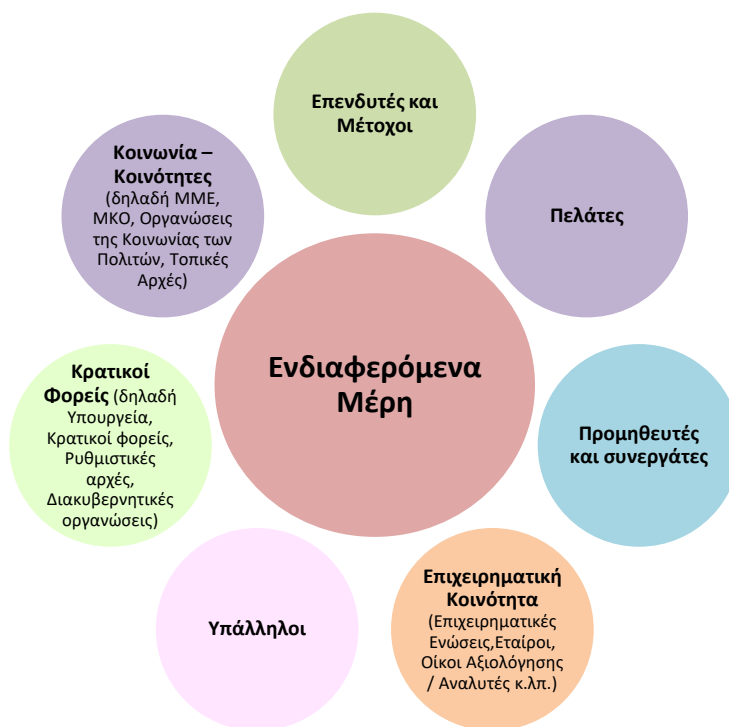 Επενδυτές και
Μέτοχοι
Πελάτες
Προμηθευτές
και συνεργάτες
Επιχειρηματική
Κοινότητα
(Επιχειρηματικές
Ενώσεις,Εταίροι,
Οίκοι Αξιολόγησης
/ Αναλυτές κ.λπ.)
Υπάλληλοι
Κρατικοί
Φορείς (δηλαδή
Υπουργεία,
Κρατικοί φορείς,
Ρυθμιστικές
αρχές,
Διακυβερνητικές
οργανώσεις)
Κοινωνία –
Κοινότητες
(δηλαδή ΜΜΕ,
ΜΚΟ, Οργανώσεις
της Κοινωνίας των
Πολιτών, Τοπικές
Αρχές)
Ενδιαφερόμενα
Μέρη